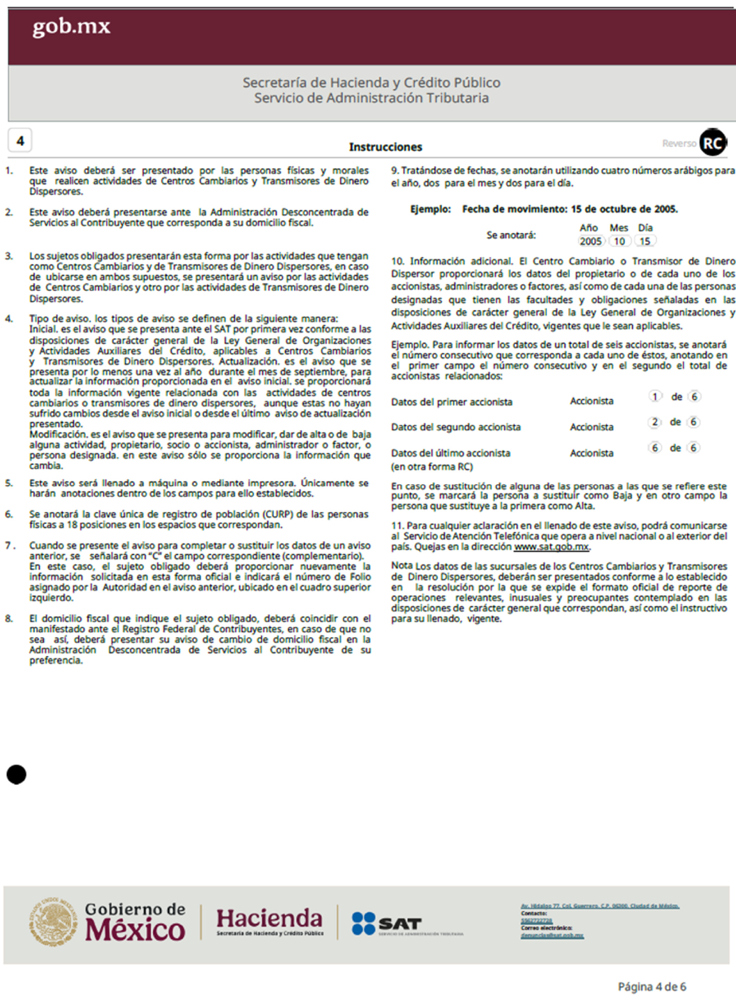 gob.mx
Secretaría de Hacienda y Crédito Público
Servicio de Administración Tributaria
4
Instrucciones
Reverso RC
1. Este aviso deberá ser presentado por las personas físicas y morales
que realicen actividades de Centros Cambiarios y Transmisores de Dinero
Dispersores.
2. Este aviso deberá presentarse ante la Administración Desconcentrada de
Servicios al Contribuyente que corresponda a su domicilio fiscal.
3. Los sujetos obligados presentarán esta forma por las actividades que tengan
como Centros Cambiarios y de Transmisores de Dinero Dispersores, en caso
de ubicarse en ambos supuestos, se presentará un aviso por las actividades
de Centros Cambiarios y otro por las actividades de Transmisores de Dinero
Dispersores.
4. Tipo de aviso. los tipos de aviso se definen de la siguiente manera:
Inicial. es el aviso que se presenta ante el SAT por primera vez conforme a las
disposiciones de carácter general de la Ley General de Organizaciones
y Actividades Auxiliares del Crédito, aplicables a Centros Cambiarios
y Transmisores de Dinero Dispersores. Actualización. es el aviso que se
presenta por lo menos una vez al año durante el mes de septiembre, para
actualizar la información proporcionada en el aviso inicial. se proporcionará
toda la información vigente relacionada con las actividades de centros
cambiarios o transmisores de dinero dispersores, aunque estas no hayan
sufrido cambios desde el aviso inicial o desde el último aviso de actualización
presentado.
Modificación. es el aviso que se presenta para modificar, dar de alta o de baja
alguna actividad, propietario, socio o accionista, administrador o factor, o
persona designada. en este aviso sólo se proporciona la información que
cambia.
5. Este aviso será llenado a máquina o mediante impresora. Únicamente se
harán anotaciones dentro de los campos para ello establecidos.
6. Se anotará la clave única de registro de población (CURP) de las personas
físicas a 18 posiciones en los espacios que correspondan.
7 . Cuando se presente el aviso para completar o sustituir los datos de un aviso
anterior, se señalará con “C” el campo correspondiente (complementario).
En este caso, el sujeto obligado deberá proporcionar nuevamente la
información solicitada en esta forma oficial e indicará el número de Folio
asignado por la Autoridad en el aviso anterior, ubicado en el cuadro superior
izquierdo.
8. El domicilio fiscal que indique el sujeto obligado, deberá coincidir con el
manifestado ante el Registro Federal de Contribuyentes, en caso de que no
sea así, deberá presentar su aviso de cambio de domicilio fiscal en la
Administración Desconcentrada de Servicios al Contribuyente de su
preferencia.
9. Tratándose de fechas, se anotarán utilizando cuatro números arábigos para
el año, dos para el mes y dos para el día.
Ejemplo: Fecha de movimiento: 15 de octubre de 2005.
Año Mes Día
Se anotará: 2005 10 15
10. Información adicional. El Centro Cambiario o Transmisor de Dinero
Dispersor proporcionará los datos del propietario o de cada uno de los
accionistas, administradores o factores, así como de cada una de las personas
designadas que tienen las facultades y obligaciones señaladas en las
disposiciones de carácter general de la Ley General de Organizaciones y
Actividades Auxiliares del Crédito, vigentes que le sean aplicables.
Ejemplo. Para informar los datos de un total de seis accionistas, se anotará
el número consecutivo que corresponda a cada uno de éstos, anotando en
el primer campo el número consecutivo y en el segundo el total de
accionistas relacionados:
Datos del primer accionista Accionista 1 de 6
Datos del segundo accionista Accionista 2 de 6
Datos del último accionista Accionista 6 de 6
(en otra forma RC)
En caso de sustitución de alguna de las personas a las que se refiere este
punto, se marcará la persona a sustituir como Baja y en otro campo la
persona que sustituye a la primera como Alta.
11. Para cualquier aclaración en el llenado de este aviso, podrá comunicarse
al Servicio de Atención Telefónica que opera a nivel nacional o al exterior del
país. Quejas en la dirección www.sat.gob.mx.
Nota Los datos de las sucursales de los Centros Cambiarios y Transmisores
de Dinero Dispersores, deberán ser presentados conforme a lo establecido
en la resolución por la que se expide el formato oficial de reporte de
operaciones relevantes, inusuales y preocupantes contemplado en las
disposiciones de carácter general que correspondan, así como el instructivo
para su llenado, vigente.
ESTADOS UNIDOS MEXICANOS
Gobierno de
México
Hacienda
Secretaría de Hacienda y Crédito Público
SAT
SERVICIO DE ADMINISTRACIÓN TRIBUTARIA
Av. Hidalgo 77, Col. Guerrero, C.P. 06300, Ciudad de México.
Contacto:
5562722728
Correo electrónico:
denuncias@sat.gob.mx
Página 4 de 6